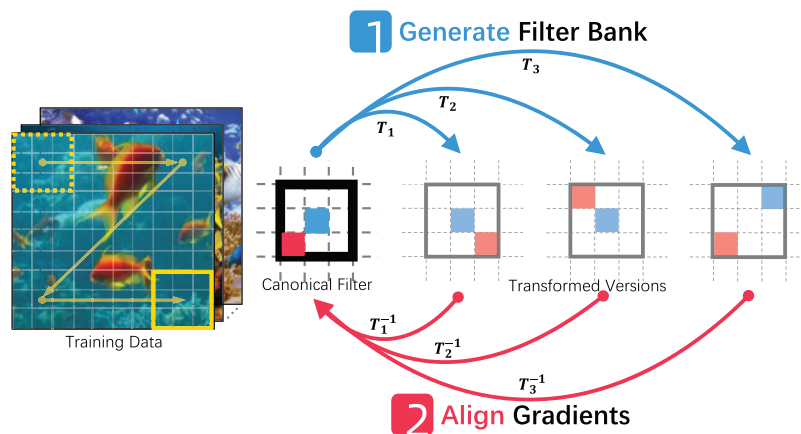 1 Generate Filter Bank
T₃
T₂
T₁
Canonical Filter
Transformed Versions
Training Data
T₁⁻¹
T₂⁻¹
T₃⁻¹
2 Align Gradients